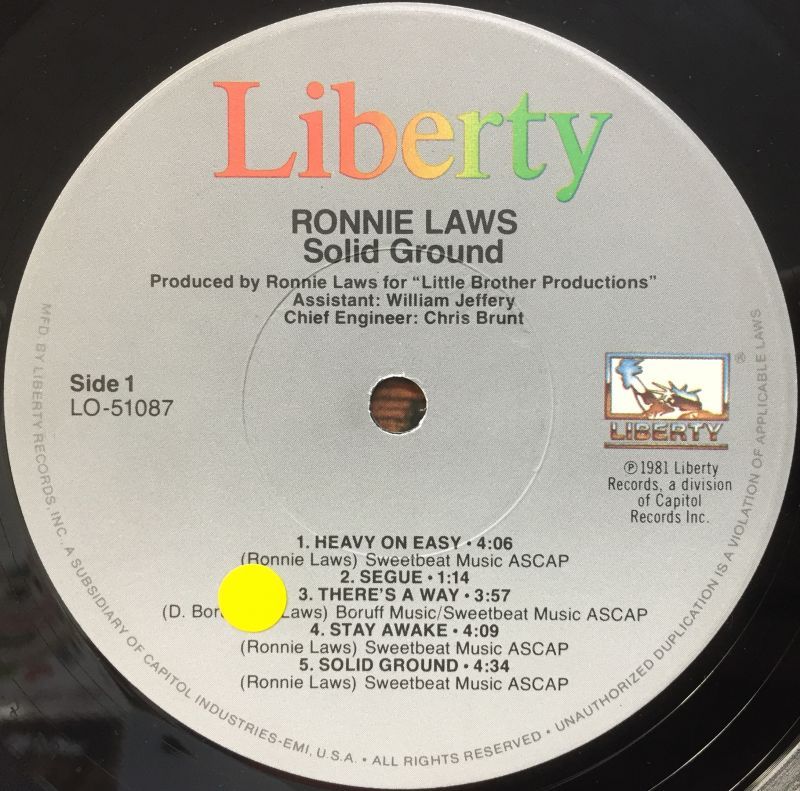 Liberty
RONNIE LAWS
Solid Ground
Produced by Ronnie Laws for “Little Brother Productions”
Assistant: William Jeffery
Chief Engineer: Chris Brunt
Side 1
LO-51087
LIBERTY
®
℗1981 Liberty
Records, a division
of Capitol
Records Inc.
1. HEAVY ON EASY • 4:06
(Ronnie Laws) Sweetbeat Music ASCAP
2. SEGUE • 1:14
3. THERE'S A WAY • 3:57
(D. Laws) Boruff Music/Sweetbeat Music ASCAP
4. STAY AWAKE • 4:09
(Ronnie Laws) Sweetbeat Music ASCAP
5. SOLID GROUND • 4:34
(Ronnie Laws) Sweetbeat Music ASCAP
MFD. BY LIBERTY RECORDS, INC. A SUBSIDIARY OF CAPITOL INDUSTRIES-EMI, U.S.A. • ALL RIGHTS RESERVED • UNAUTHORIZED DUPLICATION IS A VIOLATION OF APPLICABLE LAWS